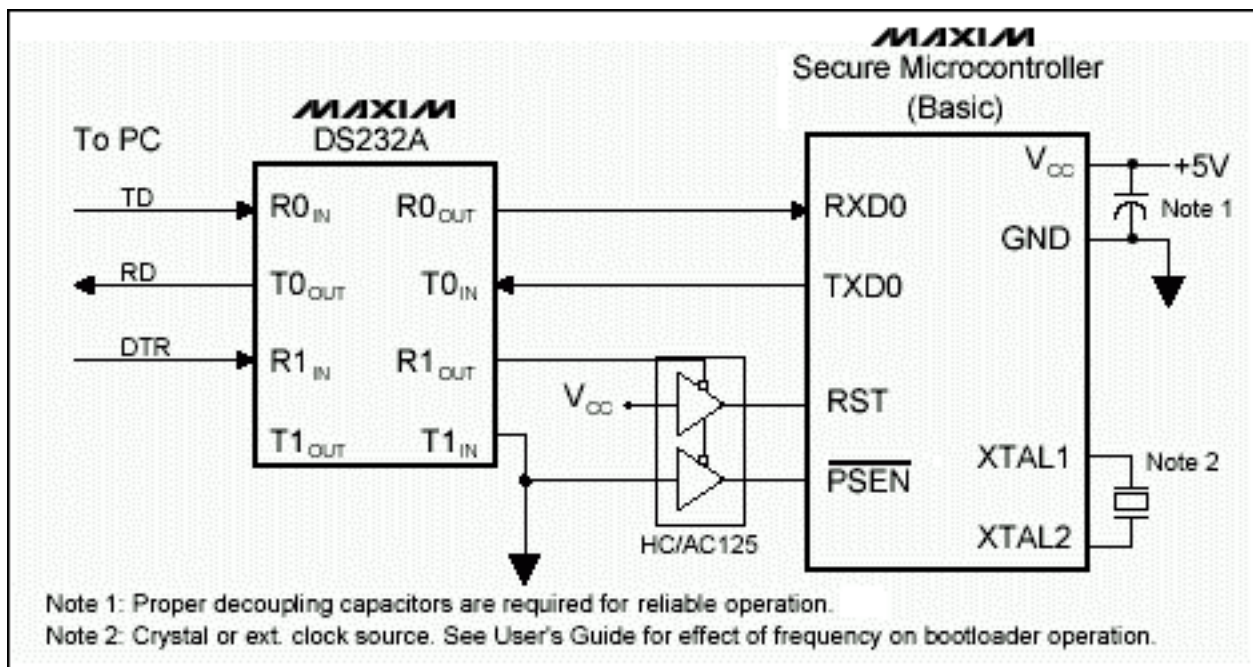 MAXIM
Secure Microcontroller
(Basic)
MAXIM
DS232A
To PC
VCC
+5V
TD
R0IN
R0OUT
RXD0
Note 1
GND
RD
T0OUT
T0IN
TXD0
DTR
R1IN
R1OUT
VCC
RST
T1OUT
T1IN
XTAL1
Note 2
PSEN
HC/AC125
XTAL2
Note 1: Proper decoupling capacitors are required for reliable operation.
Note 2: Crystal or ext. clock source. See User's Guide for effect of frequency on bootloader operation.